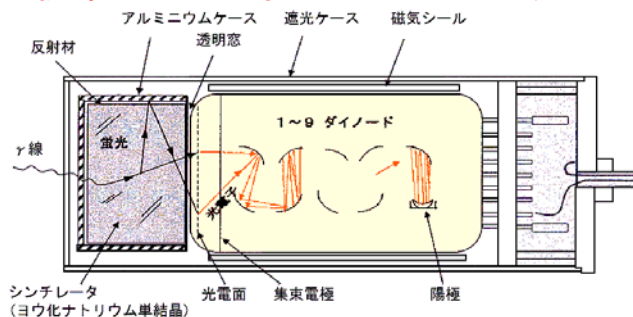 アルミニウムケース
遮光ケース
磁気シール
反射材
透明窓
1～9 ダイノード
蛍光
γ線
光電子
シンチレータ
(ヨウ化ナトリウム単結晶)
光電面
集束電極
陽極